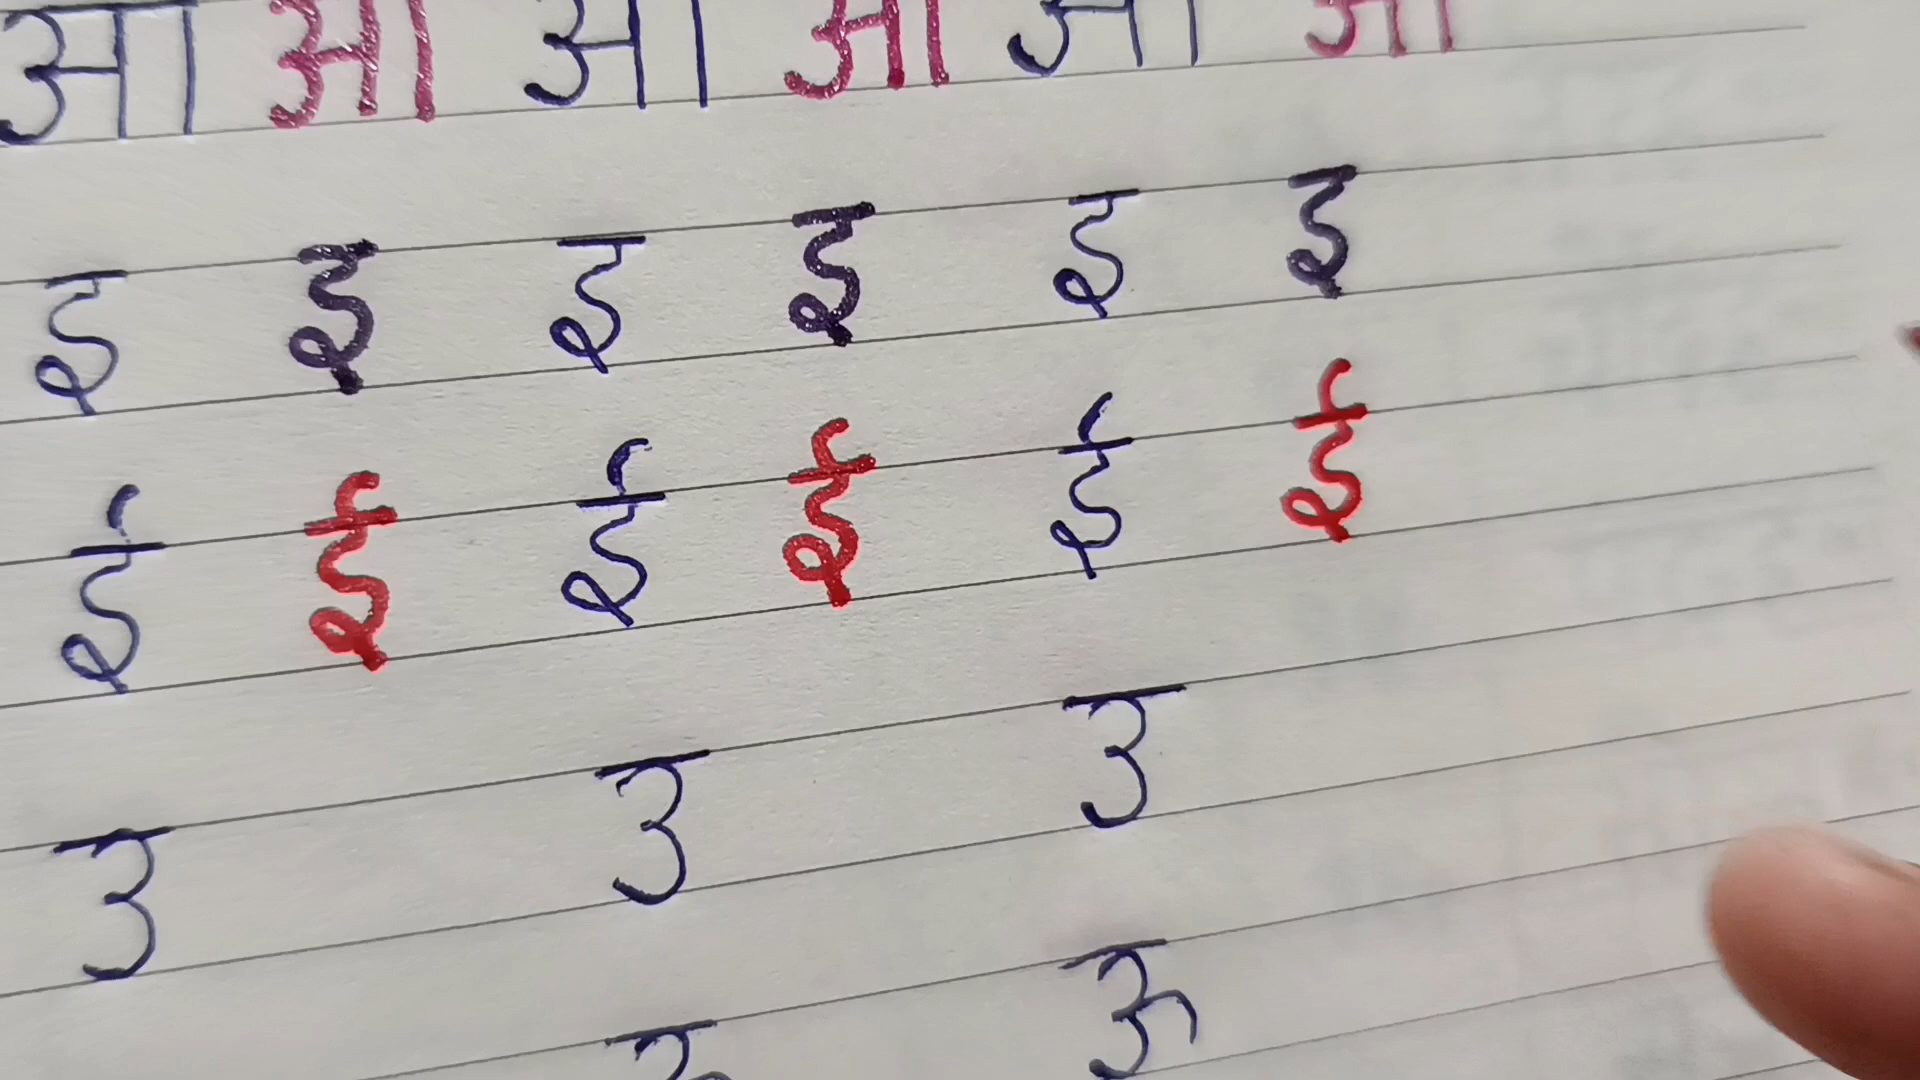 आ आ आ आ आ आ
इ इ इ इ इ इ
ई ई ई ई ई ई
उ उ उ
ऊ